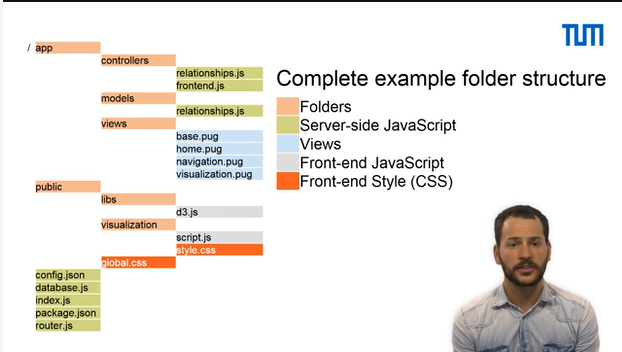 TUM
/ app
controllers
relationships.js
frontend.js
models
relationships.js
views
base.pug
home.pug
navigation.pug
visualization.pug
public
libs
d3.js
visualization
script.js
style.css
global.css
config.json
database.js
index.js
package.json
router.js
Complete example folder structure
Folders
Server-side JavaScript
Views
Front-end JavaScript
Front-end Style (CSS)